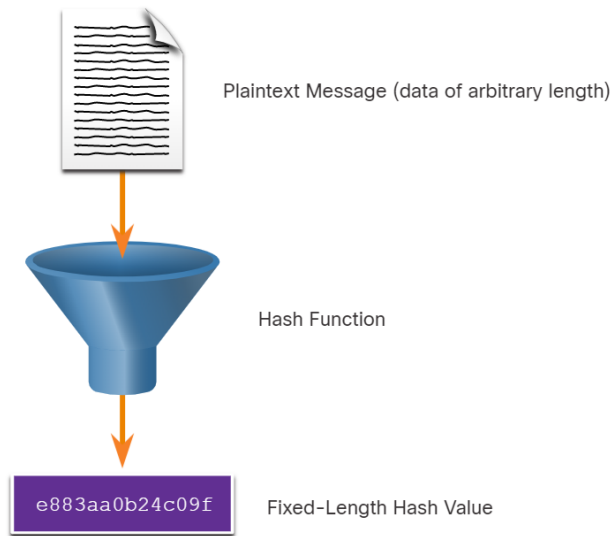 Plaintext Message (data of arbitrary length)
Hash Function
e883aa0b24c09f
Fixed-Length Hash Value